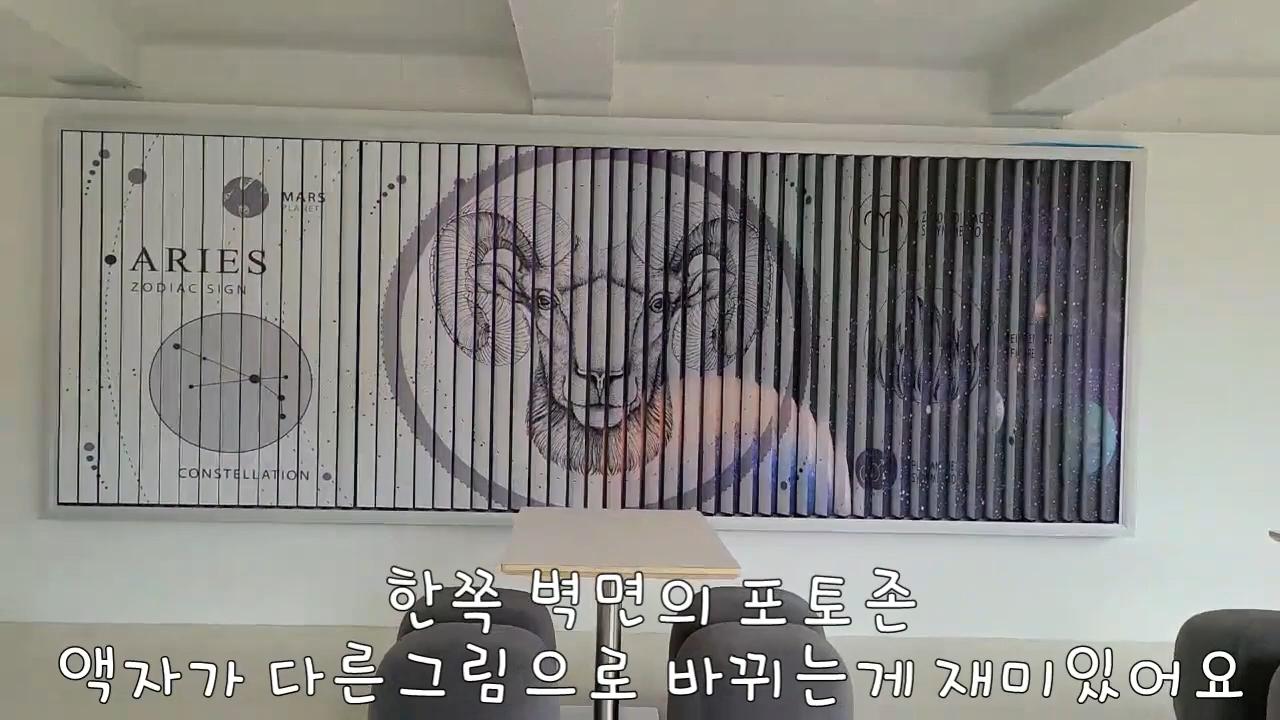 MARS
PLANET
ARIES
ZODIAC SIGN
CONSTELLATION
한쪽 벽면의 포토존
액자가 다른그림으로 바뀌는게 재미있어요